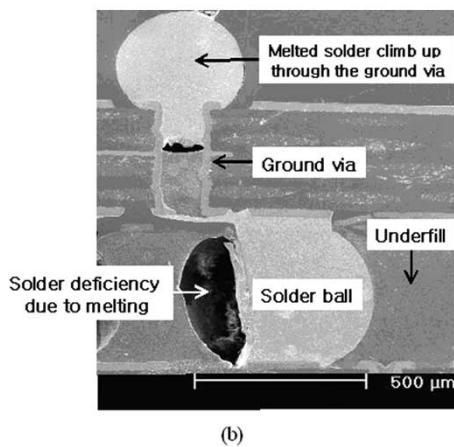 Melted solder climb up
through the ground via
Ground via
Underfill
Solder deficiency
due to melting
Solder ball
500 µm
(b)